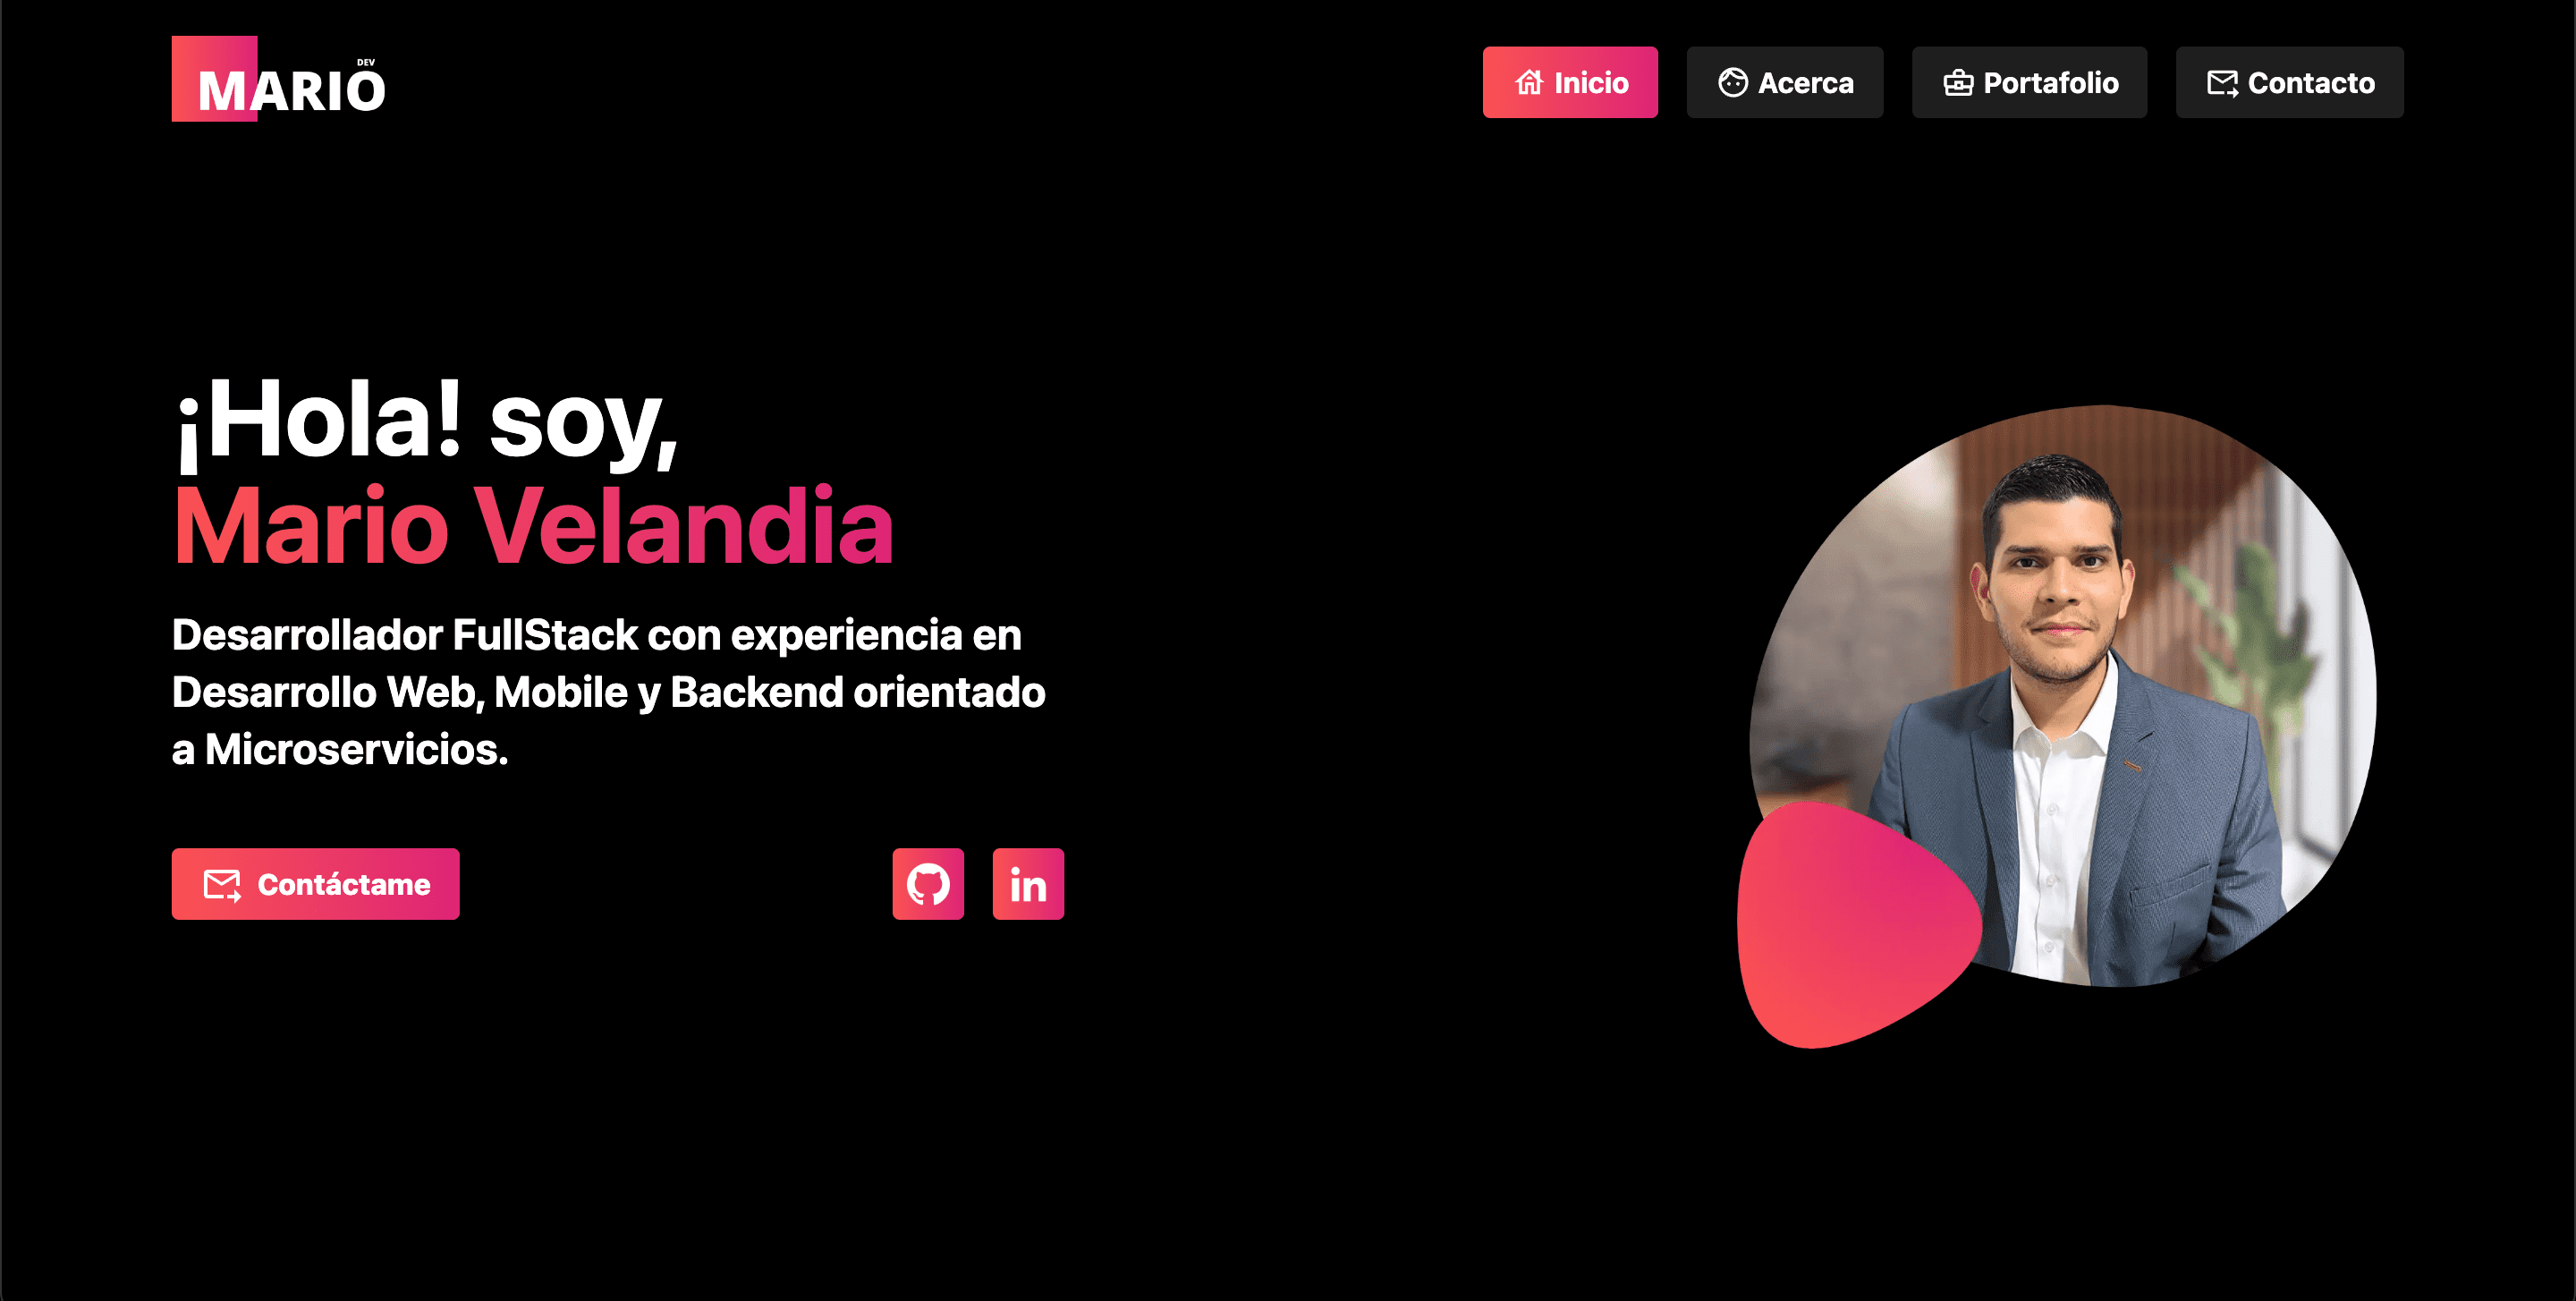 DEV
MARIO
Inicio
Acerca
Portafolio
Contacto
¡Hola! soy,
Mario Velandia
Desarrollador FullStack con experiencia en
Desarrollo Web, Mobile y Backend orientado
a Microservicios.
Contáctame
in